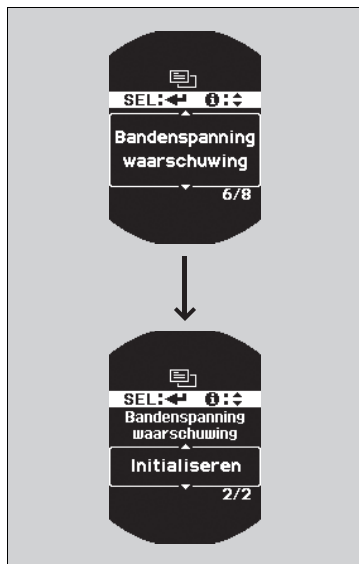 SEL:↵ i:↕
Bandenspanning
waarschuwing
6/8
SEL:↵ i:↕
Bandenspanning
waarschuwing
Initialiseren
2/2